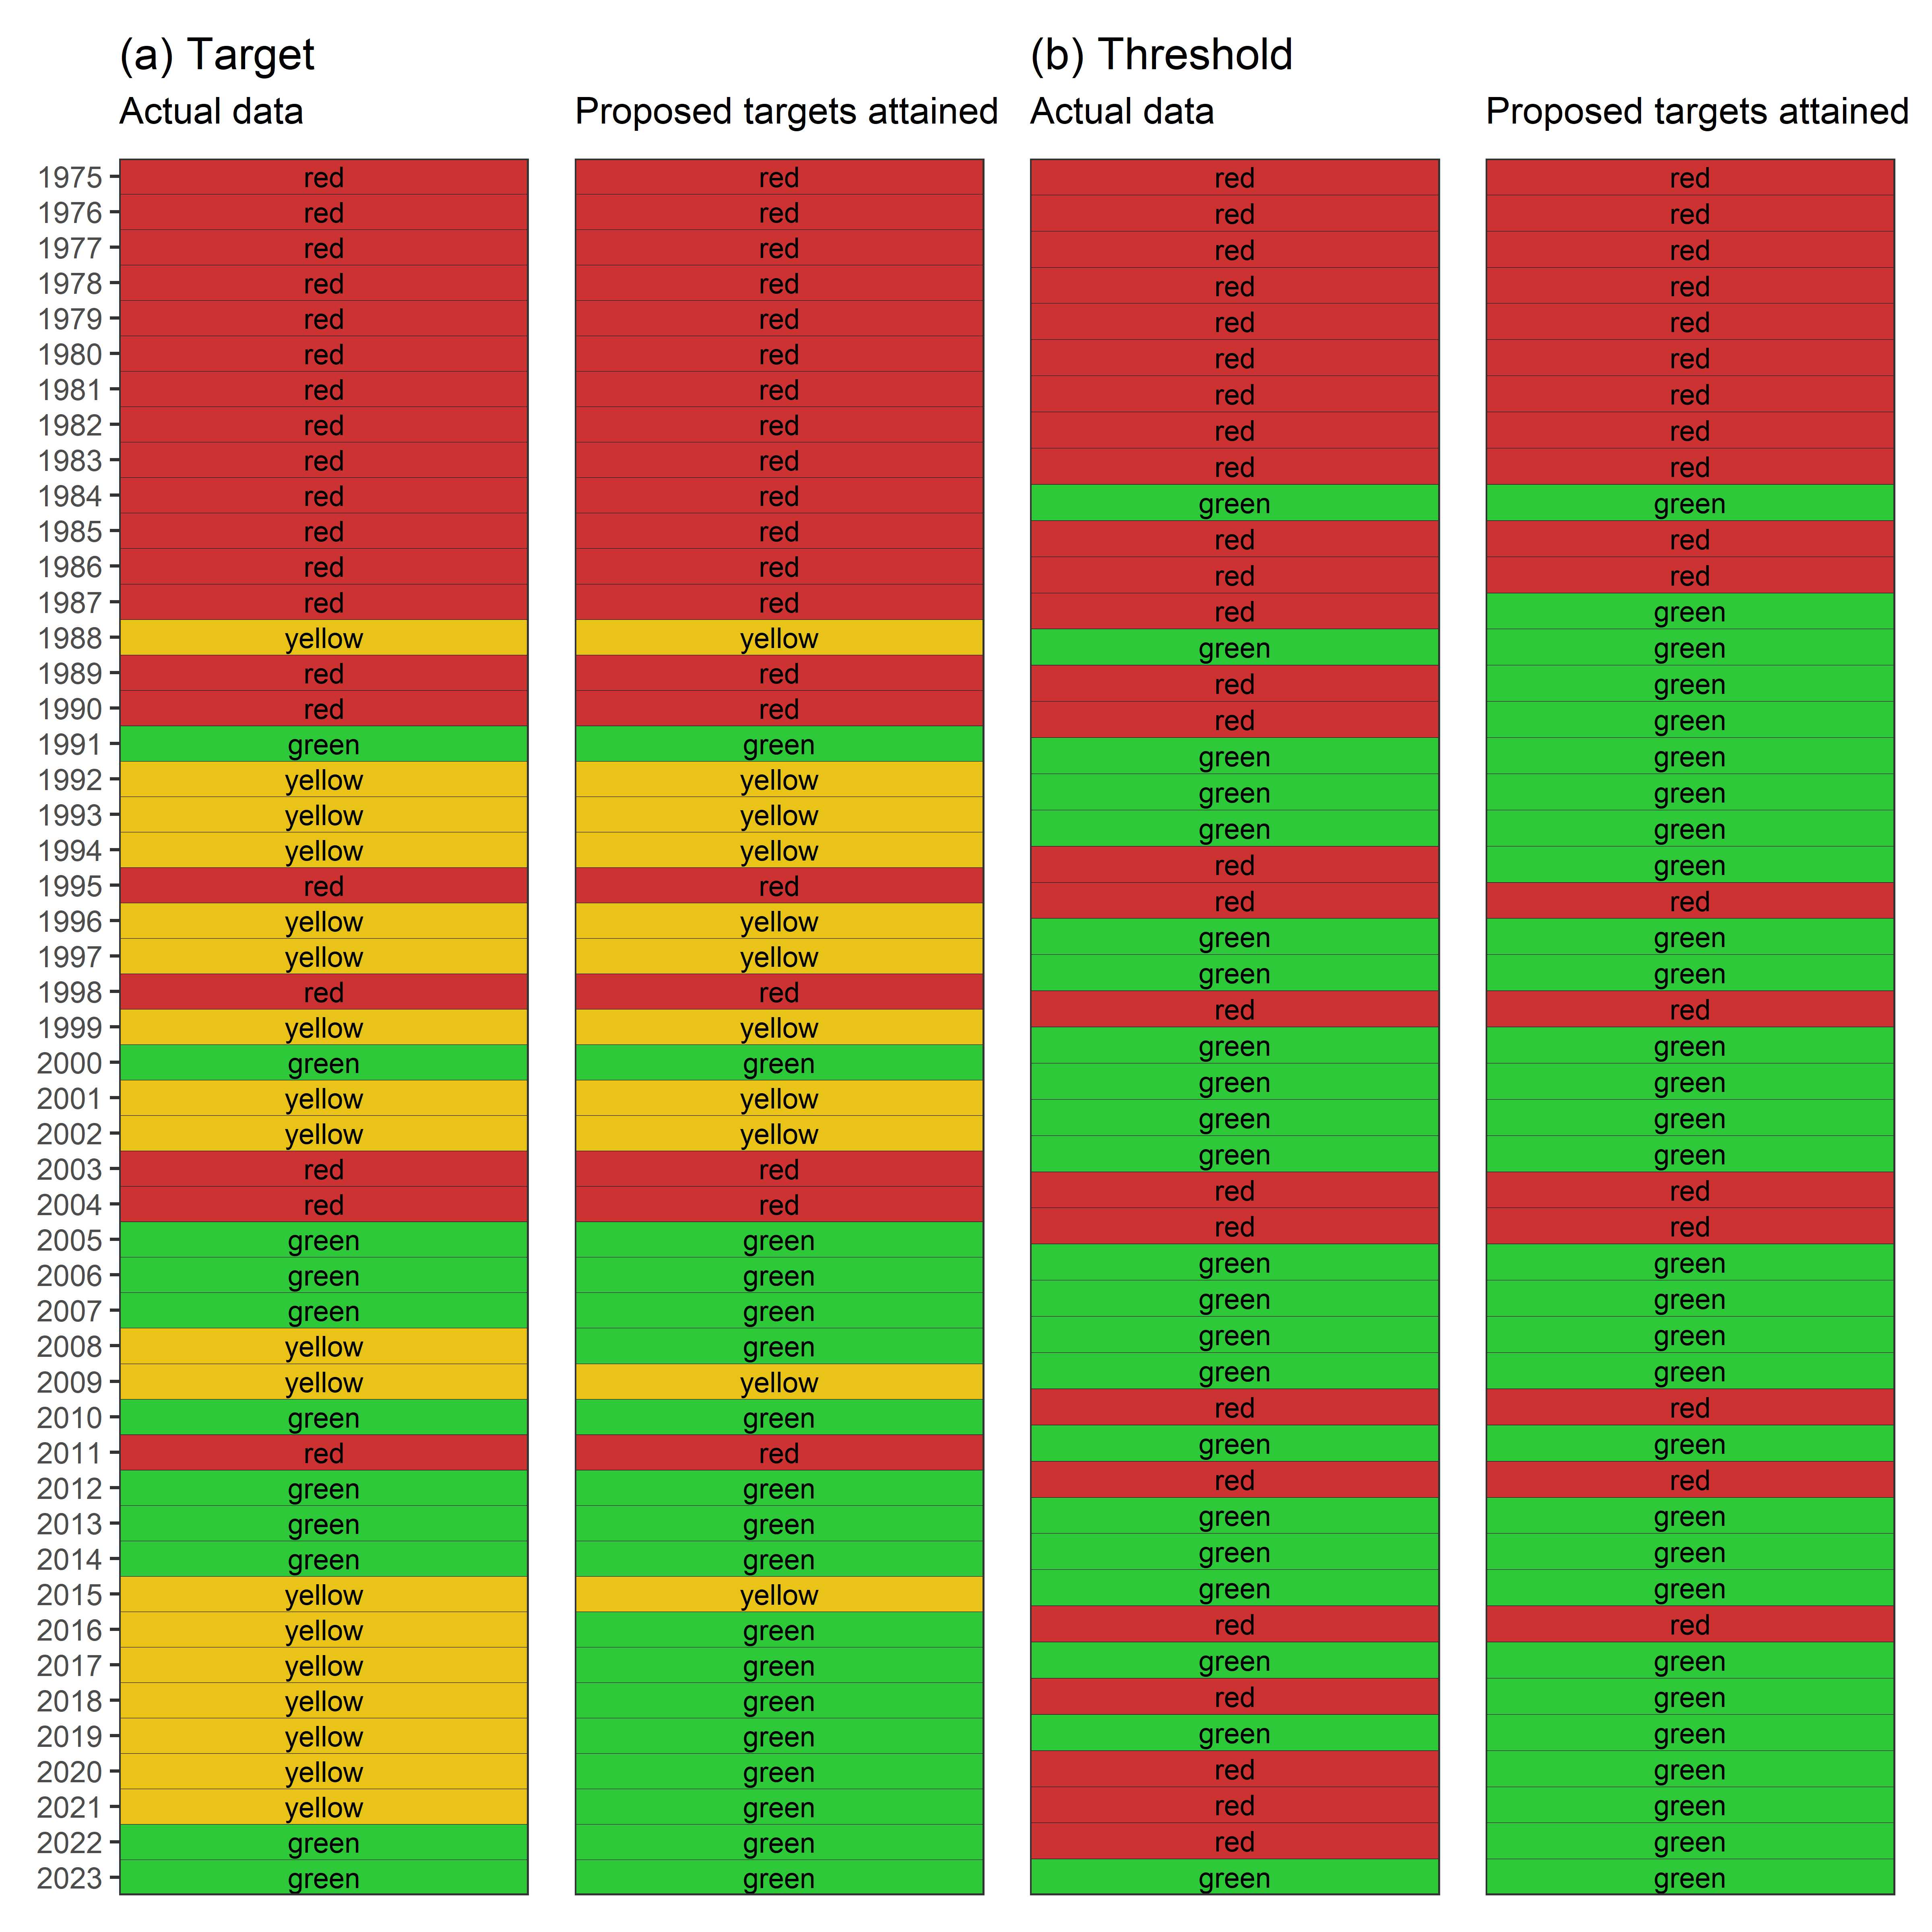 (a) Target (b) Threshold
Actual data Proposed targets attained Actual data Proposed targets attained
1975 red red red red
1976 red red red red
1977 red red red red
1978 red red red red
1979 red red red red
1980 red red red red
1981 red red red red
1982 red red red red
1983 red red red red
1984 red red green green
1985 red red red red
1986 red red red red
1987 red red red green
1988 yellow yellow green green
1989 red red red green
1990 red red red green
1991 green green green green
1992 yellow yellow green green
1993 yellow yellow green green
1994 yellow yellow red green
1995 red red red red
1996 yellow yellow green green
1997 yellow yellow green green
1998 red red red red
1999 yellow yellow
2000 green green green green
2001 yellow yellow green green
2002 yellow yellow green green
2003 red red green green
2004 red red red red
2005 green green red red
2006 green green green green
2007 green green green green
2008 yellow green green green
2009 yellow yellow green green
2010 green green red red
2011 red red green green
2012 green green red red
2013 green green green green
2014 green green green green
2015 yellow yellow green green
2016 yellow green red red
2017 yellow green green green
2018 yellow green red green
2019 yellow green green green
2020 yellow green red green
2021 yellow green red green
2022 green green red green
2023 green green green green